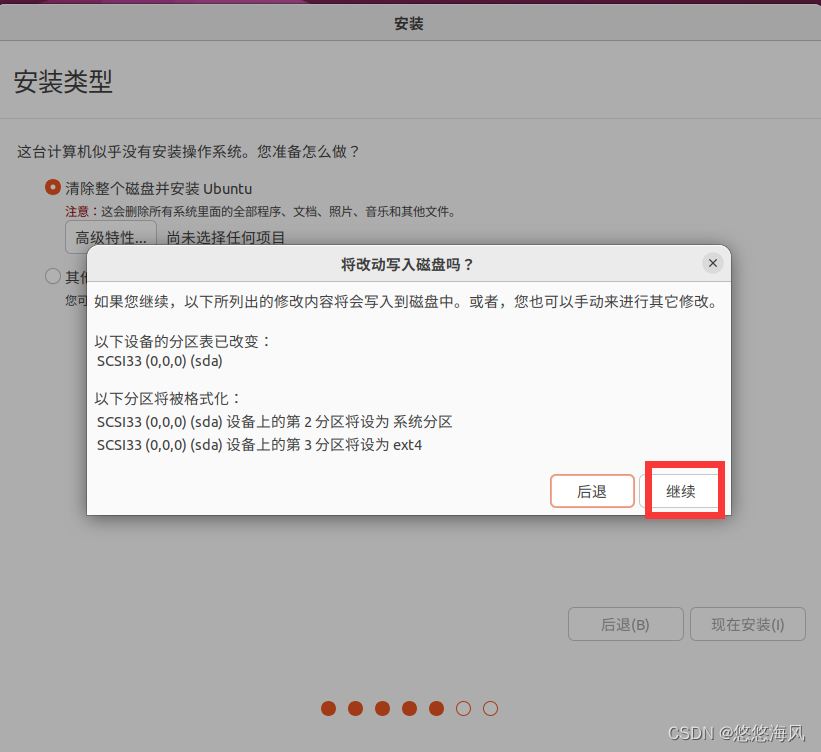 安装
安装类型
这台计算机似乎没有安装操作系统。您准备怎么做？
清除整个磁盘并安装 Ubuntu
注意：这会删除所有系统里面的全部程序、文档、照片、音乐和其他文件。
高级特性... 尚未选择任何项目
其他
您可
将改动写入磁盘吗？
如果您继续，以下所列出的修改内容将会写入到磁盘中。或者，您也可以手动来进行其它修改。
以下设备的分区表已改变：
SCSI33 (0,0,0) (sda)
以下分区将被格式化：
SCSI33 (0,0,0) (sda) 设备上的第 2 分区将设为 系统分区
SCSI33 (0,0,0) (sda) 设备上的第 3 分区将设为 ext4
后退 继续
后退(B) 现在安装(I)
CSDN @悠悠海风